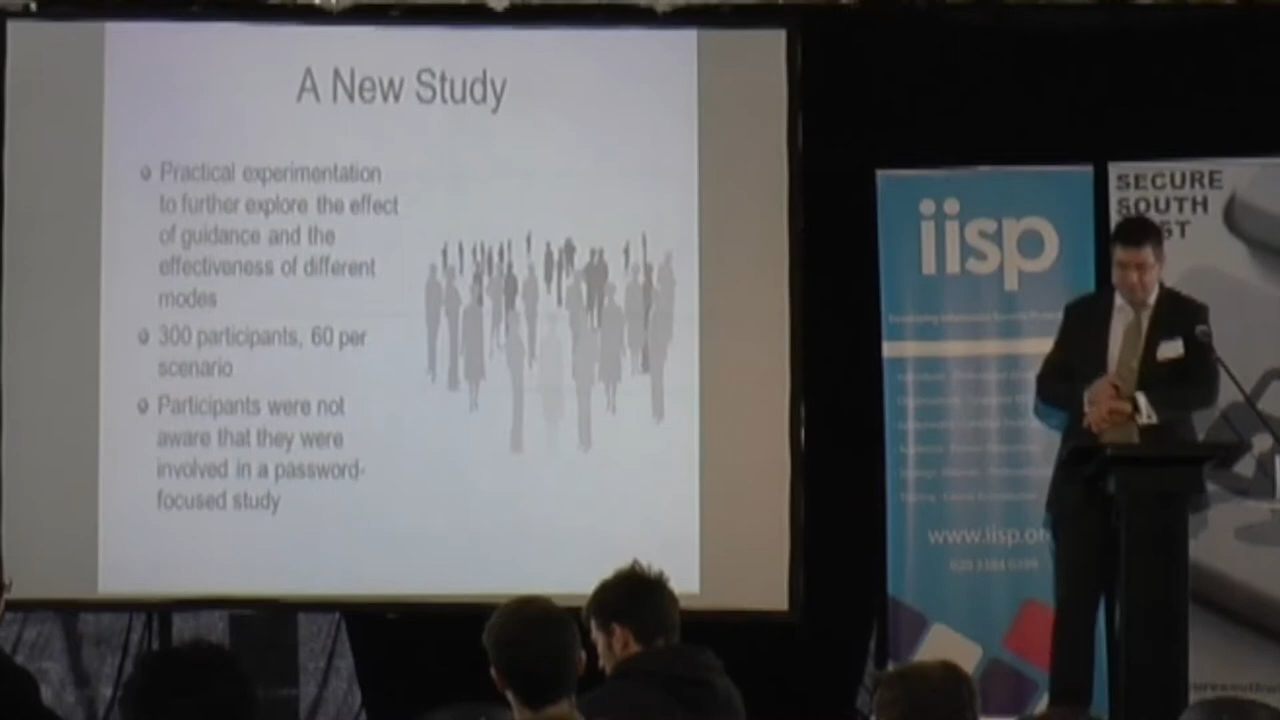 A New Study
Practical experimentation
to further explore the effect
of guidance and the
effectiveness of different
modes
300 participants, 60 per
scenario
Participants were not
aware that they were
involved in a password-
focused study
iisp
www.iisp.or
SECURE
SOUTH
ST